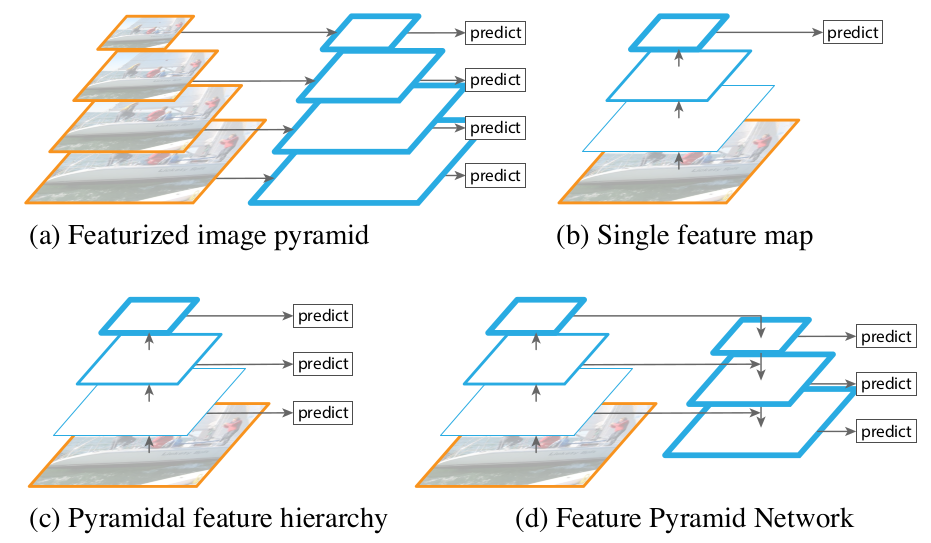 predict
predict
predict
predict
(a) Featurized image pyramid
predict
(b) Single feature map
predict
predict
predict
(c) Pyramidal feature hierarchy
predict
predict
predict
(d) Feature Pyramid Network